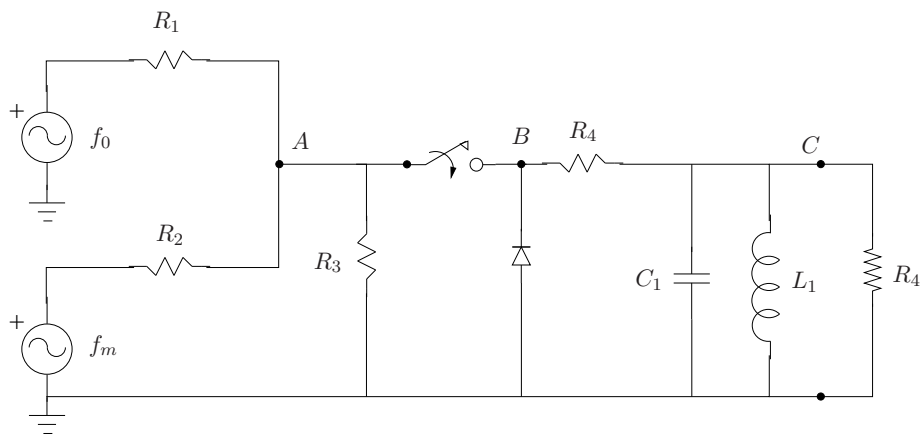 R₁
+
f₀
A
B
R₄
C
R₂
R₃
C₁
L₁
R₄
+
fₘ